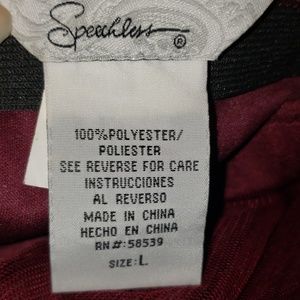 Speechless®
100%POLYESTER/
POLIESTER
SEE REVERSE FOR CARE
INSTRUCCIONES
AL REVERSO
MADE IN CHINA
HECHO EN CHINA
RN#:58539
SIZE:L